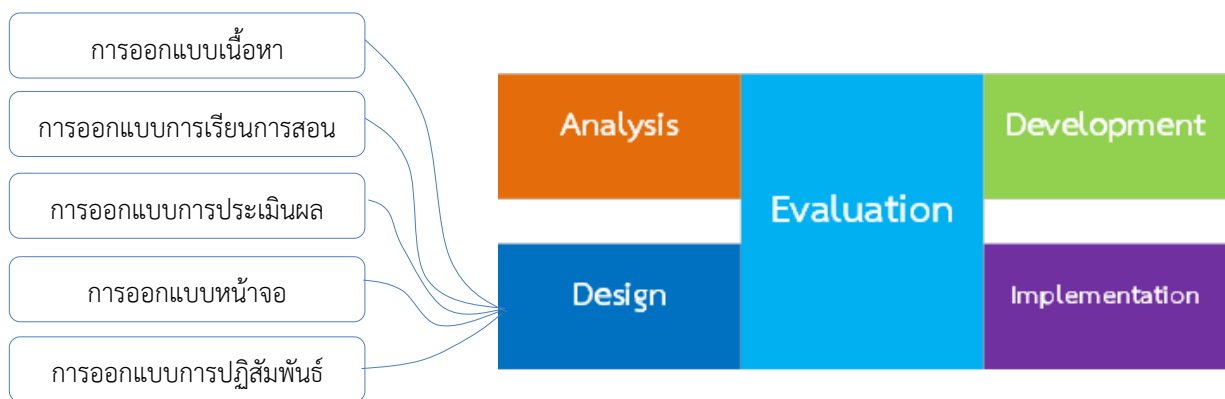 การออกแบบเนื้อหา
การออกแบบการเรียนการสอน
การออกแบบการประเมินผล
การออกแบบหน้าจอ
การออกแบบการปฏิสัมพันธ์
Analysis
Evaluation
Development
Design
Implementation